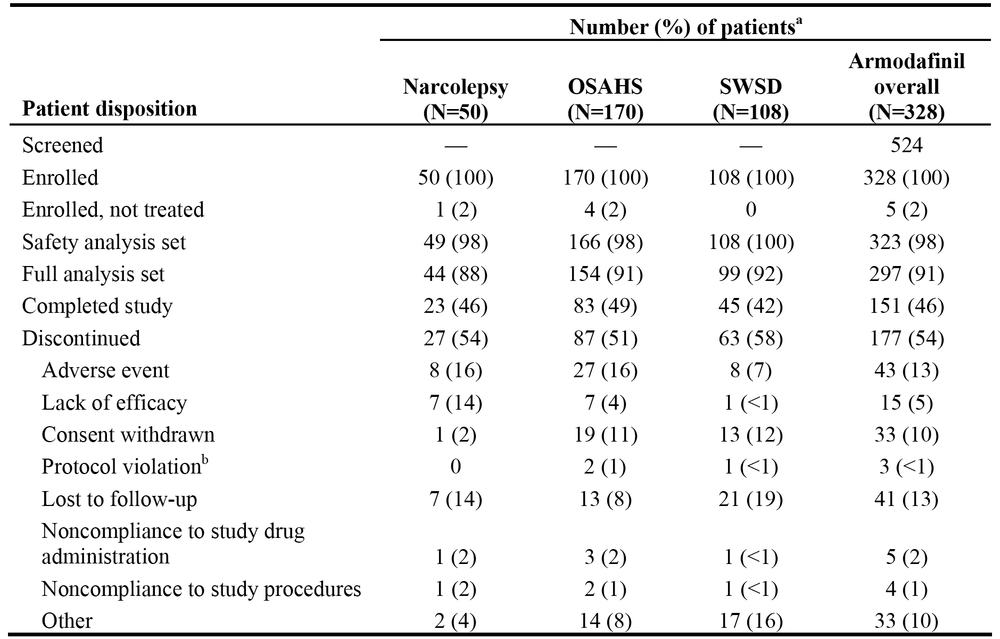 Number (%) of patientsa
Armodafinil
Narcolepsy OSAHS SWSD overall
Patient disposition (N=50) (N=170) (N=108) (N=328)
Screened — — — 524
Enrolled 50 (100) 170 (100) 108 (100) 328 (100)
Enrolled, not treated 1 (2) 4 (2) 0 5 (2)
Safety analysis set 49 (98) 166 (98) 108 (100) 323 (98)
Full analysis set 44 (88) 154 (91) 99 (92) 297 (91)
Completed study 23 (46) 83 (49) 45 (42) 151 (46)
Discontinued 27 (54) 87 (51) 63 (58) 177 (54)
Adverse event 8 (16) 27 (16) 8 (7) 43 (13)
Lack of efficacy 7 (14) 7 (4) 1 (<1) 15 (5)
Consent withdrawn 1 (2) 19 (11) 13 (12) 33 (10)
Protocol violationb 0 2 (1) 1 (<1) 3 (<1)
Lost to follow-up 7 (14) 13 (8) 21 (19) 41 (13)
Noncompliance to study drug
administration 1 (2) 3 (2) 1 (<1) 5 (2)
Noncompliance to study procedures 1 (2) 2 (1) 1 (<1) 4 (1)
Other 2 (4) 14 (8) 17 (16) 33 (10)